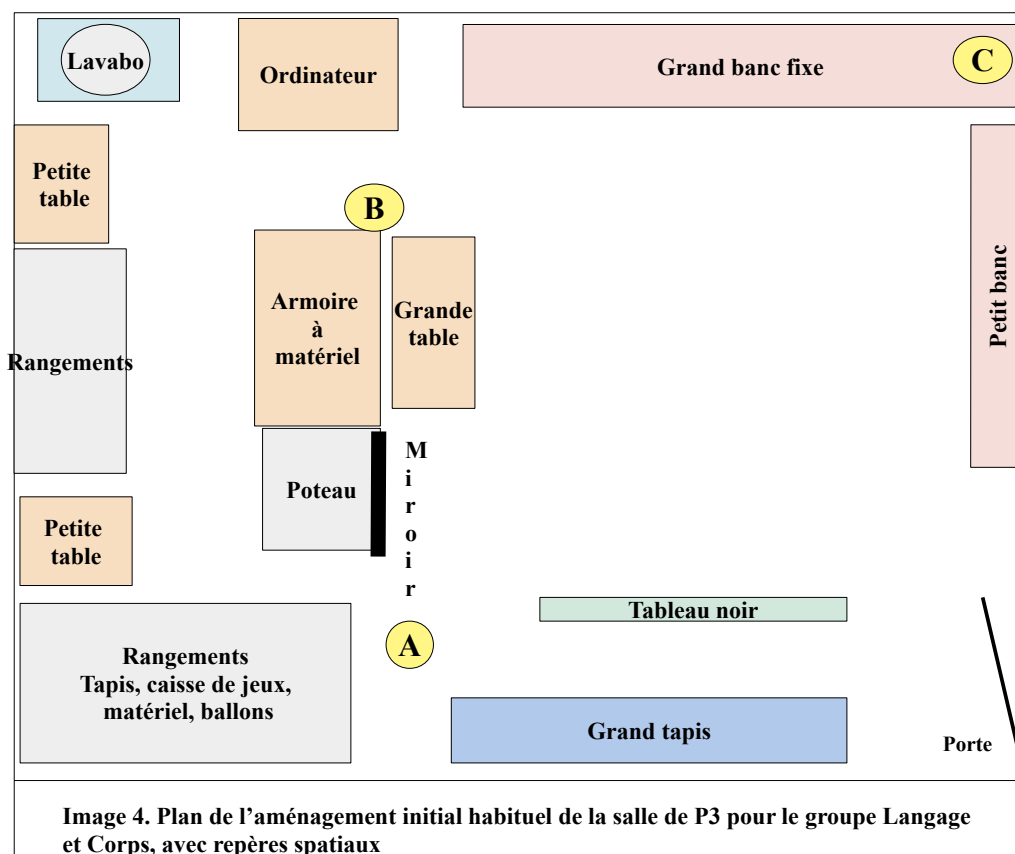 Lavabo
Ordinateur
Grand banc fixe
C
Petite
table
B
Petit banc
Armoire
à
matériel
Grande
table
Rangements
Miroir
Poteau
Petite
table
Tableau noir
A
Rangements
Tapis, caisse de jeux,
matériel, ballons
Grand tapis
Porte
Image 4. Plan de l'aménagement initial habituel de la salle de P3 pour le groupe Langage
et Corps, avec repères spatiaux